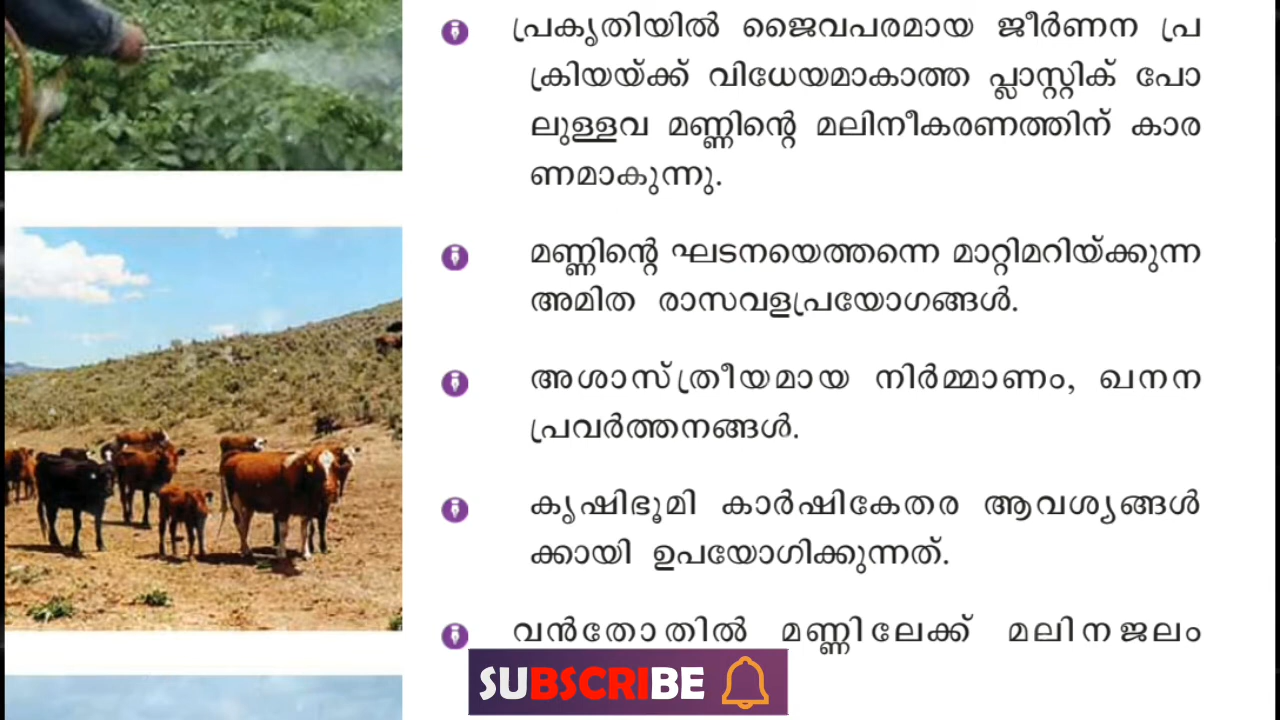 പ്രകൃതിയിൽ ജൈവപരമായ ജീർണന പ്ര
ക്രിയയ്ക്ക് വിധേയമാകാത്ത പ്ലാസ്റ്റിക് പോ
ലുള്ളവ മണ്ണിന്റെ മലിനീകരണത്തിന് കാര
ണമാകുന്നു.
മണ്ണിന്റെ ഘടനയെത്തന്നെ മാറ്റിമറിയ്ക്കുന്ന
അമിത രാസവളപ്രയോഗങ്ങൾ.
അശാസ്ത്രീയമായ നിർമ്മാണം, ഖനന
പ്രവർത്തനങ്ങൾ.
കൃഷിഭൂമി കാർഷികേതര ആവശ്യങ്ങൾ
ക്കായി ഉപയോഗിക്കുന്നത്.
വൻതോതിൽ മണ്ണിലേക്ക് മലിനജലം
SUBSCRIBE